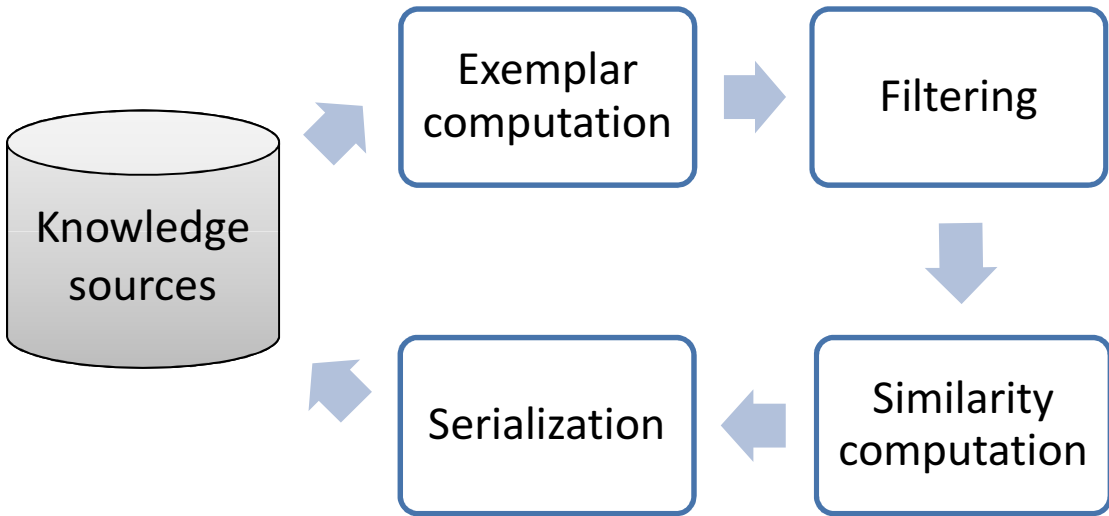 Knowledge
sources
Exemplar
computation
Filtering
Similarity
computation
Serialization